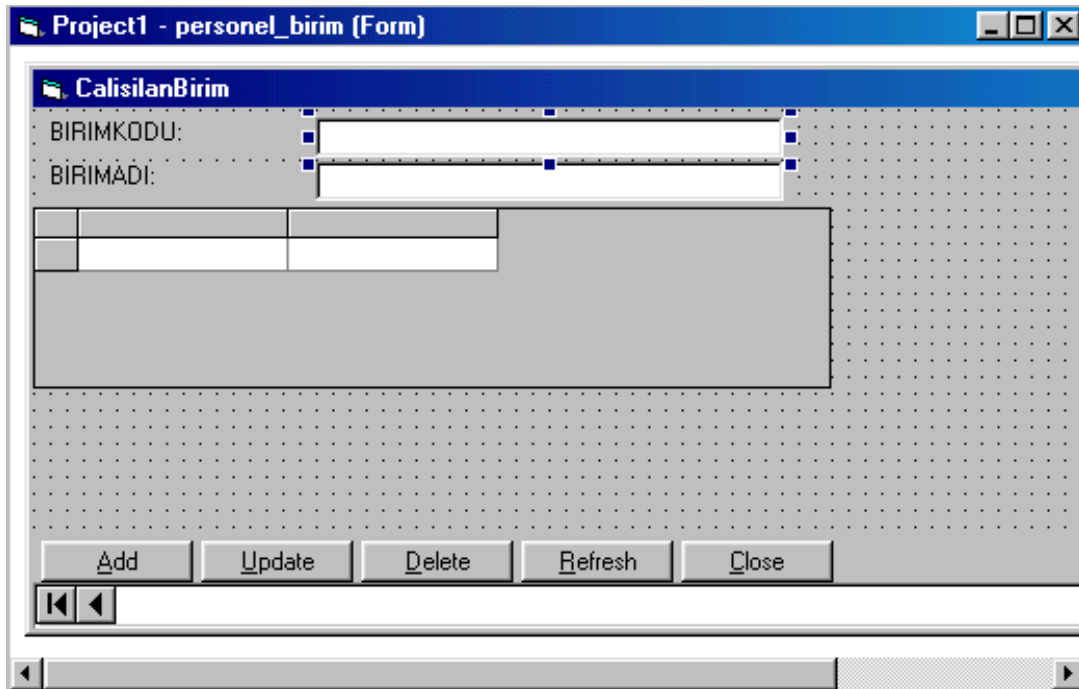 Project1 - personel_birim (Form)
CalisilanBirim
BIRIMKODU:
BIRIMADI:
Add Update Delete Refresh Close